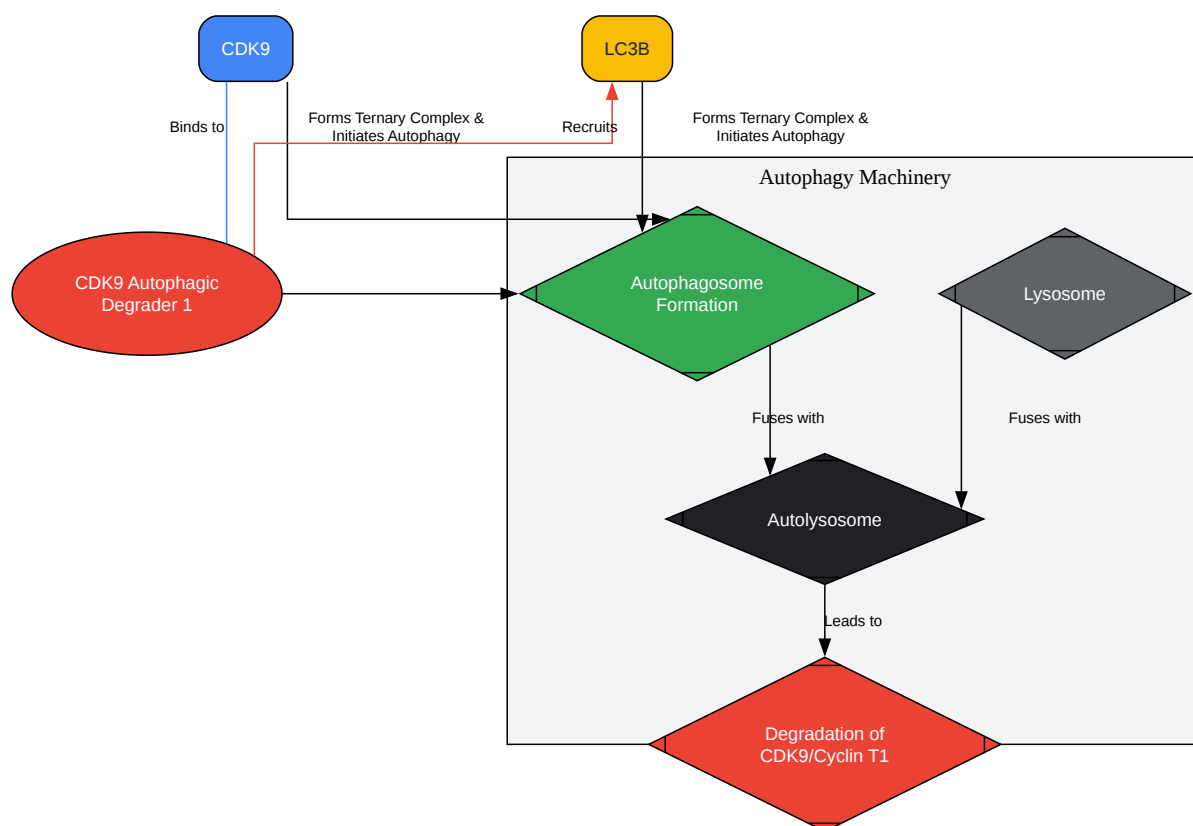 CDK9
LC3B
Binds to
Forms Ternary Complex &
Initiates Autophagy
Recruits
Forms Ternary Complex &
Initiates Autophagy
Autophagy Machinery
CDK9 Autophagic
Degrader 1
Autophagosome
Formation
Lysosome
Fuses with
Fuses with
Autolysosome
Leads to
Degradation of
CDK9/Cyclin T1